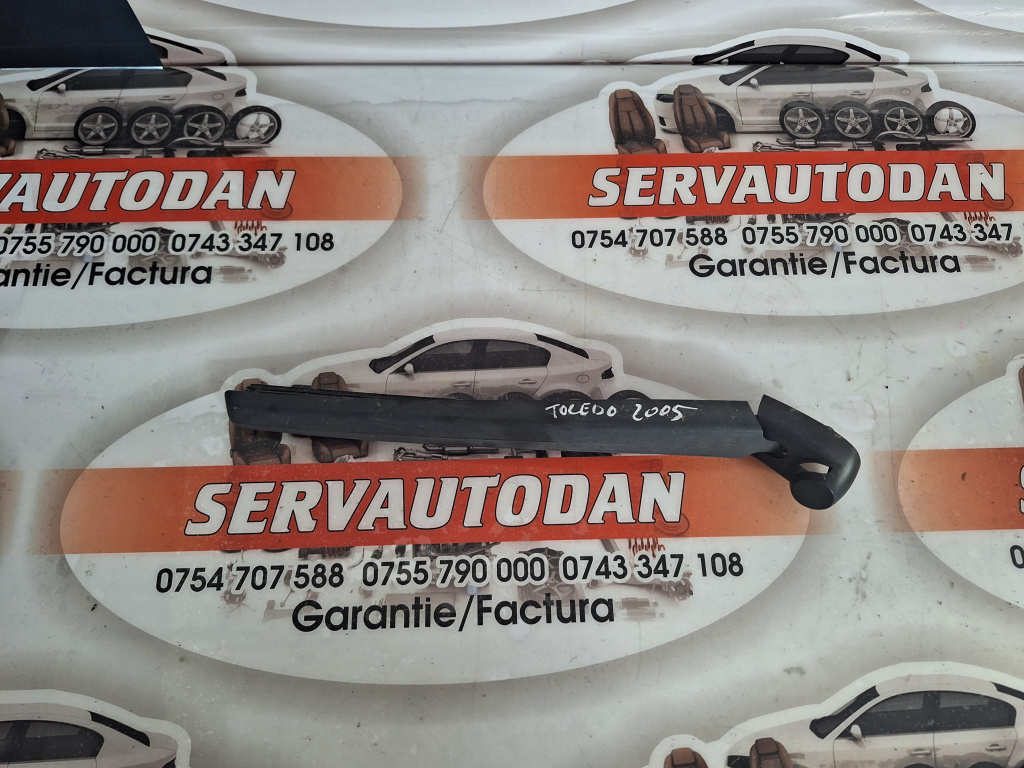 VAUTODAN
0755 790 000 0743 347 108
antie/Factura
SERVAUTODAN
0754 707 588 0755 790 000 0743 347
Garantie/Factura
TOLEDO 2005
SERVAUTODAN
0754 707 588 0755 790 000 0743 347 108
Garantie/Factura